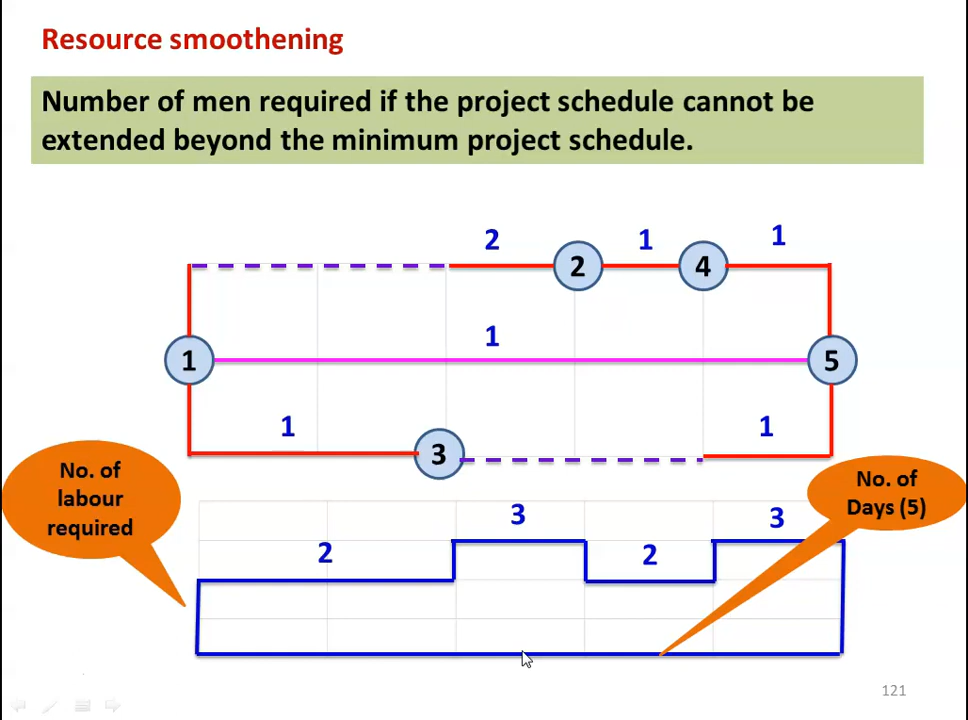 Resource smoothening
Number of men required if the project schedule cannot be
extended beyond the minimum project schedule.
2 1 1
2 4
1
1 5
1 1
3
No. of
labour
required
No. of
Days (5)
3 3
2 2
121